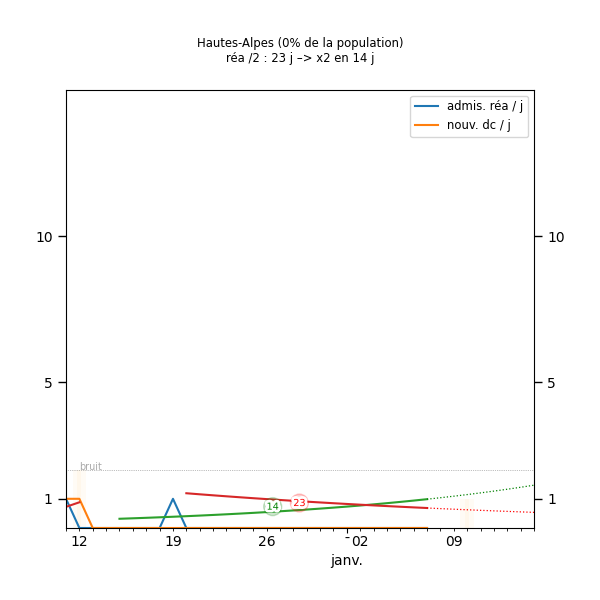 Hautes-Alpes (0% de la population)
réa /2 : 23 j –> x2 en 14 j
admis. réa / j
nouv. dc / j
10 10
5 5
bruit
1 14 23 1
12 19 26 02 09
janv.